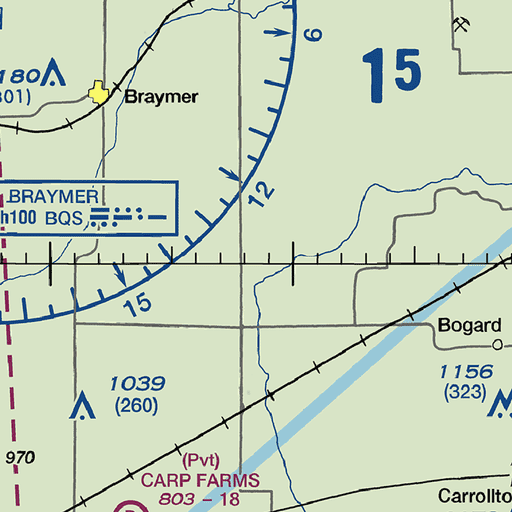 6
15
180
301)
Braymer
BRAYMER
h100 BQS
12
15
Bogard
1039
(260)
1156
(323)
970
(Pvt)
CARP FARMS
803 - 18
Carrollto